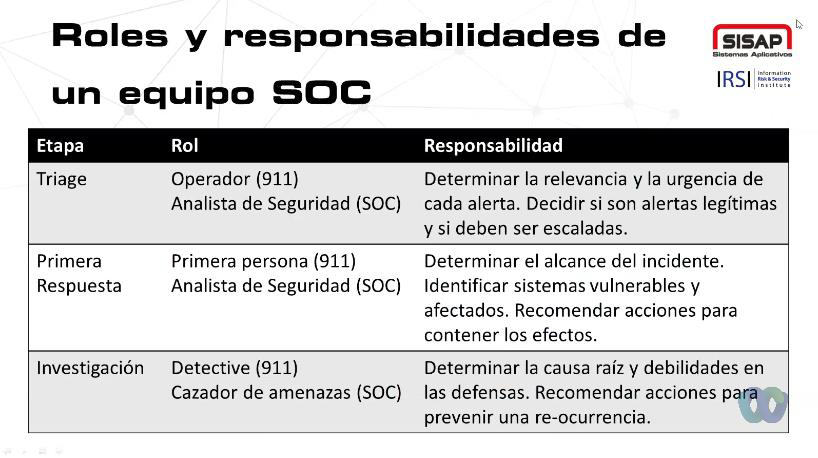 Roles y responsabilidades de
un equipo SOC
SISAP
Sistemas Aplicativos
IRSI Information
Risk & Security
Institute
Etapa Rol Responsabilidad
Triage Operador (911) Determinar la relevancia y la urgencia de
Analista de Seguridad (SOC) cada alerta. Decidir si son alertas legítimas
y si deben ser escaladas.
Primera Primera persona (911) Determinar el alcance del incidente.
Respuesta Analista de Seguridad (SOC) Identificar sistemas vulnerables y
afectados. Recomendar acciones para
contener los efectos.
Investigación Detective (911) Determinar la causa raíz y debilidades en
Cazador de amenazas (SOC) las defensas. Recomendar acciones para
prevenir una re-ocurrencia.